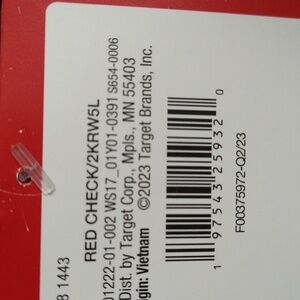 RED CHECK/2KRW5L
01222-01-002 WS17_01Y01-0391 S654-0006
Dist. by Target Corp., Mpls., MN 55403
©2023 Target Brands, Inc.
gin: Vietnam
1 97543 25932 0
F00375972-Q2/23
8 1443